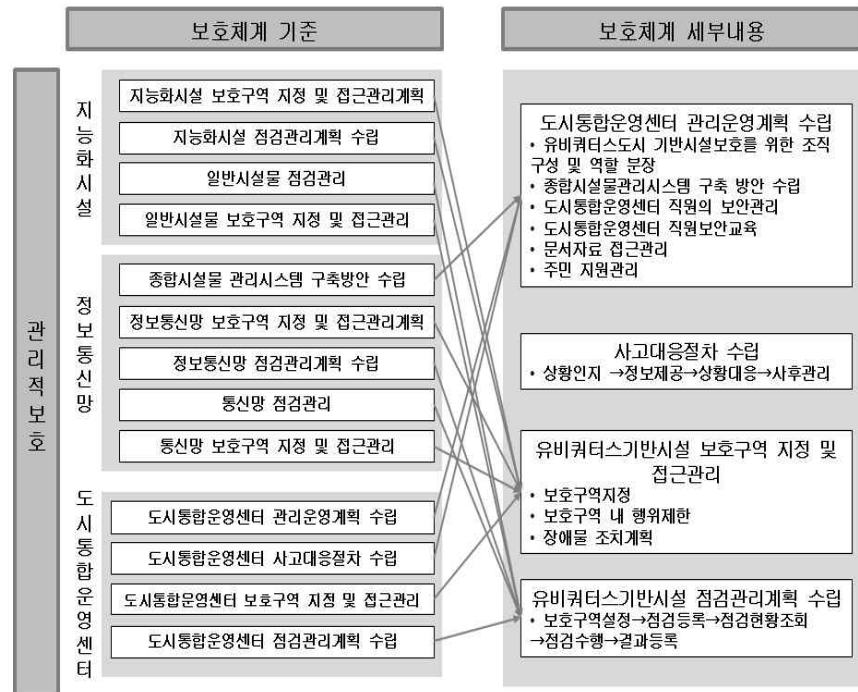 보호체계 기준
보호체계 세부내용
관리적보호
지능화시설
지능화시설 보호구역 지정 및 접근관리계획
지능화시설 점검관리계획 수립
일반시설물 점검관리
일반시설물 보호구역 지정 및 접근관리
정보통신망
종합시설물 관리시스템 구축방안 수립
정보통신망 보호구역 지정 및 접근관리계획
정보통신망 점검관리계획 수립
통신망 점검관리
통신망 보호구역 지정 및 접근관리
도시통합운영센터
도시통합운영센터 관리운영계획 수립
도시통합운영센터 사고대응절차 수립
도시통합운영센터 보호구역 지정 및 접근관리
도시통합운영센터 점검관리계획 수립
도시통합운영센터 관리운영계획 수립
• 유비쿼터스도시 기반시설보호를 위한 조직
구성 및 역할 분장
• 종합시설물관리시스템 구축 방안 수립
• 도시통합운영센터 직원의 보안관리
• 도시통합운영센터 직원보안교육
• 문서자료 접근관리
• 주민 지원관리
사고대응절차 수립
• 상황인지 →정보제공→상황대응→사후관리
유비쿼터스기반시설 보호구역 지정 및
접근관리
• 보호구역지정
• 보호구역 내 행위제한
• 장애물 조치계획
유비쿼터스기반시설 점검관리계획 수립
• 보호구역설정→점검등록→점검현황조회
→점검수행→결과등록